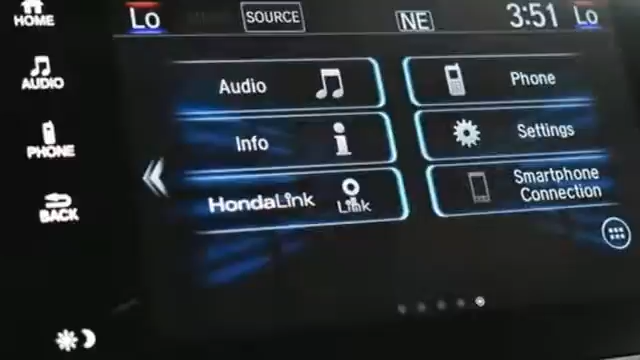 HOME
Lo
SOURCE
NE
3:51
Lo
AUDIO
Audio
Phone
PHONE
Info
Settings
BACK
HondaLink
Link
Smartphone
Connection